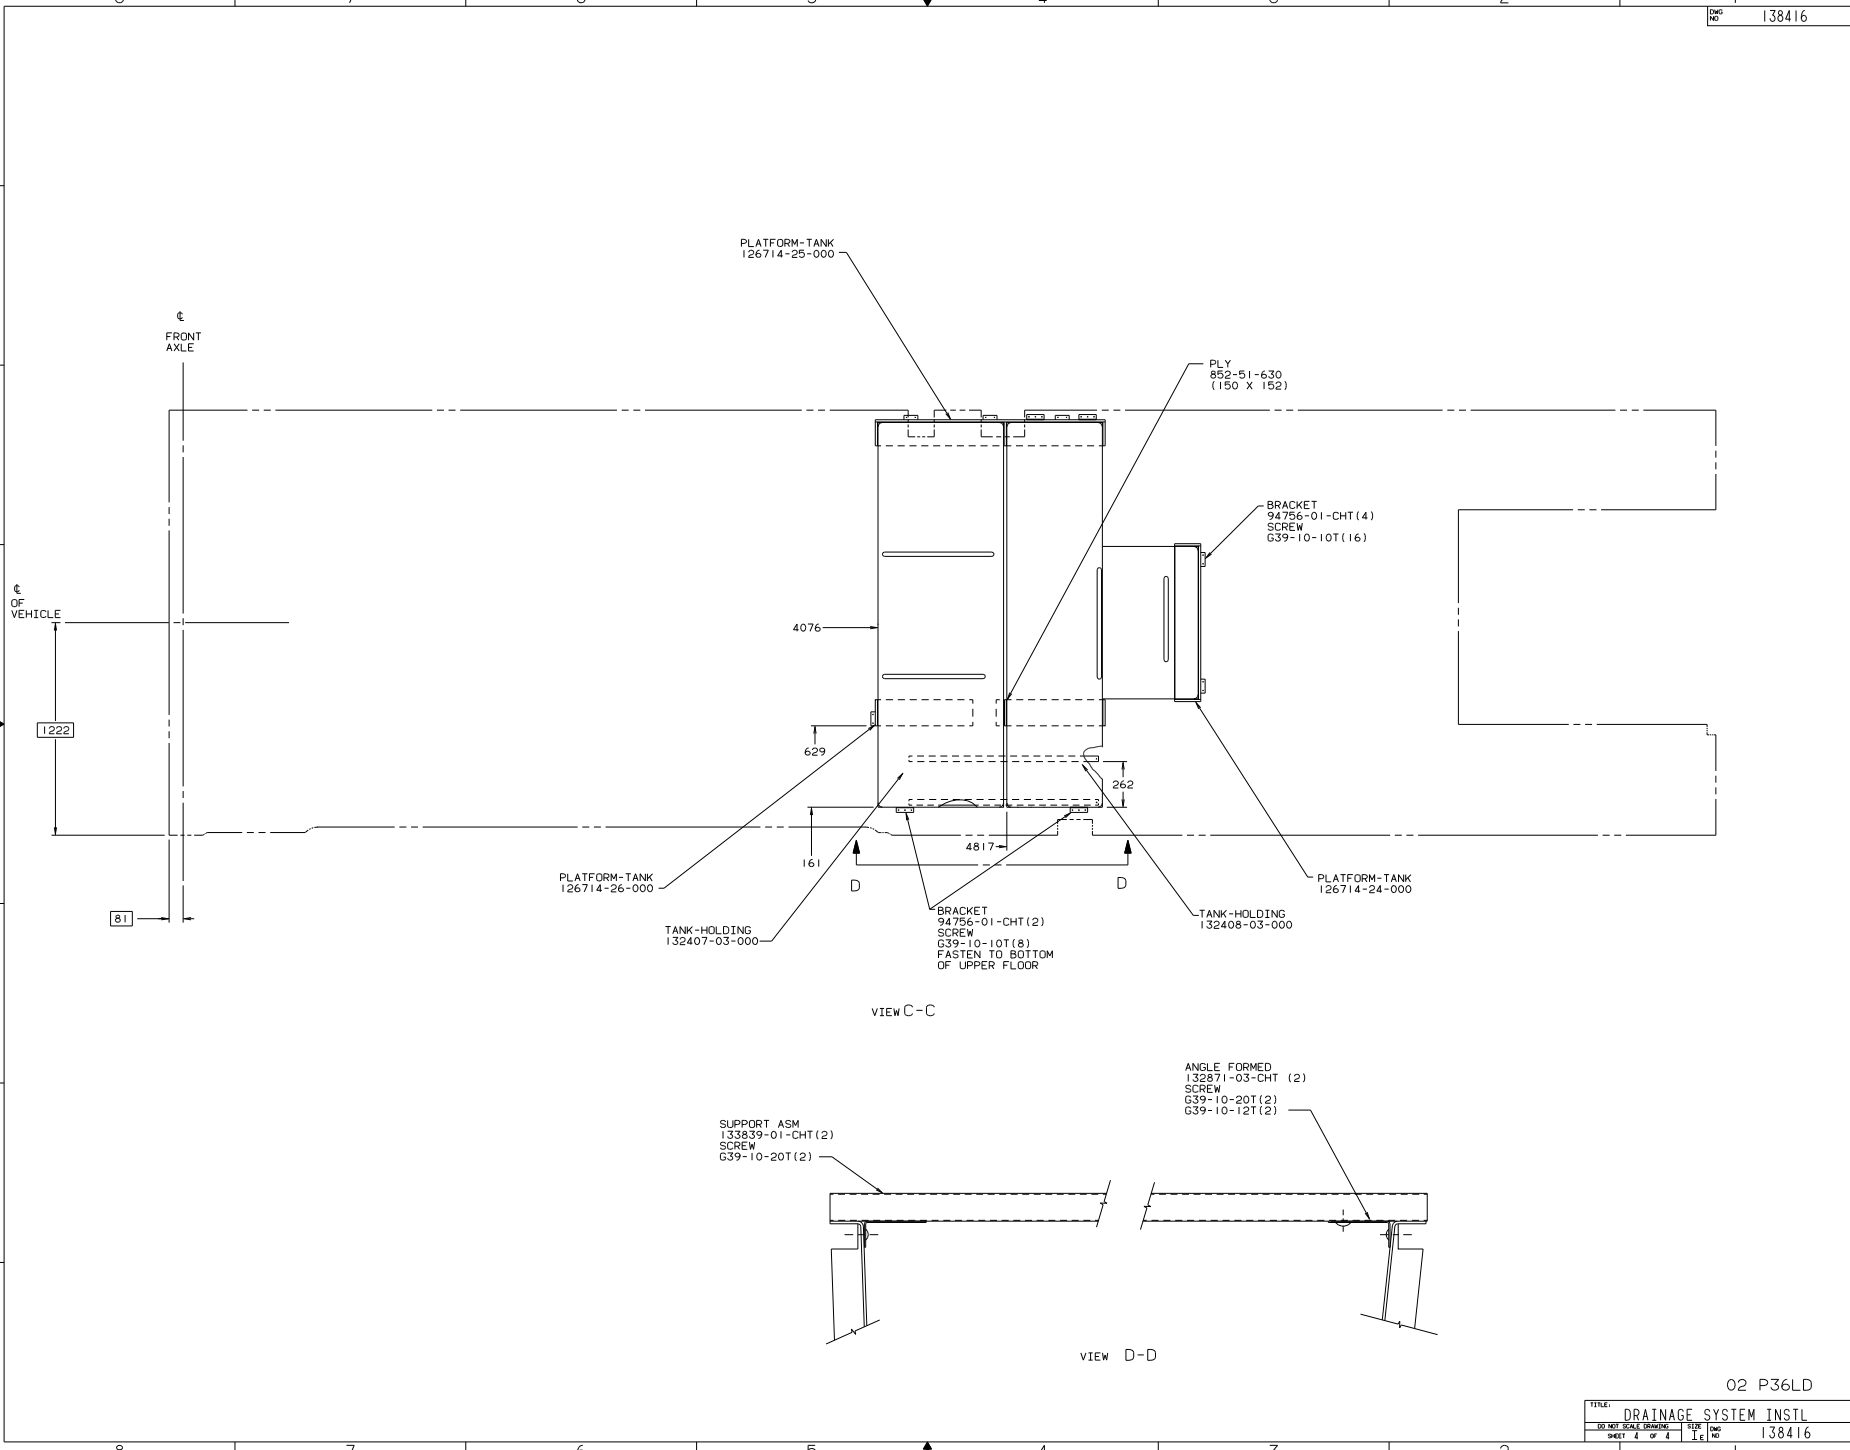 DWG
NO 138416
PLATFORM-TANK
126714-25-000
℄
FRONT
AXLE
PLY
852-51-630
(150 X 152)
BRACKET
94756-01-CHT(4)
SCREW
G39-10-10T(16)
℄
OF
VEHICLE
4076
1222
629
262
161
4817
D
D
PLATFORM-TANK
126714-26-000
PLATFORM-TANK
126714-24-000
81
BRACKET
94756-01-CHT(2)
SCREW
G39-10-10T(8)
FASTEN TO BOTTOM
OF UPPER FLOOR
TANK-HOLDING
132408-03-000
TANK-HOLDING
132407-03-000
VIEW C-C
ANGLE FORMED
132871-03-CHT (2)
SCREW
G39-10-20T(2)
G39-10-12T(2)
SUPPORT ASM
133839-01-CHT(2)
SCREW
G39-10-20T(2)
VIEW D-D
02 P36LD
TITLE:
DRAINAGE SYSTEM INSTL
DO NOT SCALE DRAWING
SHEET 4 OF 4
SIZE
IE
DWG
NO 138416